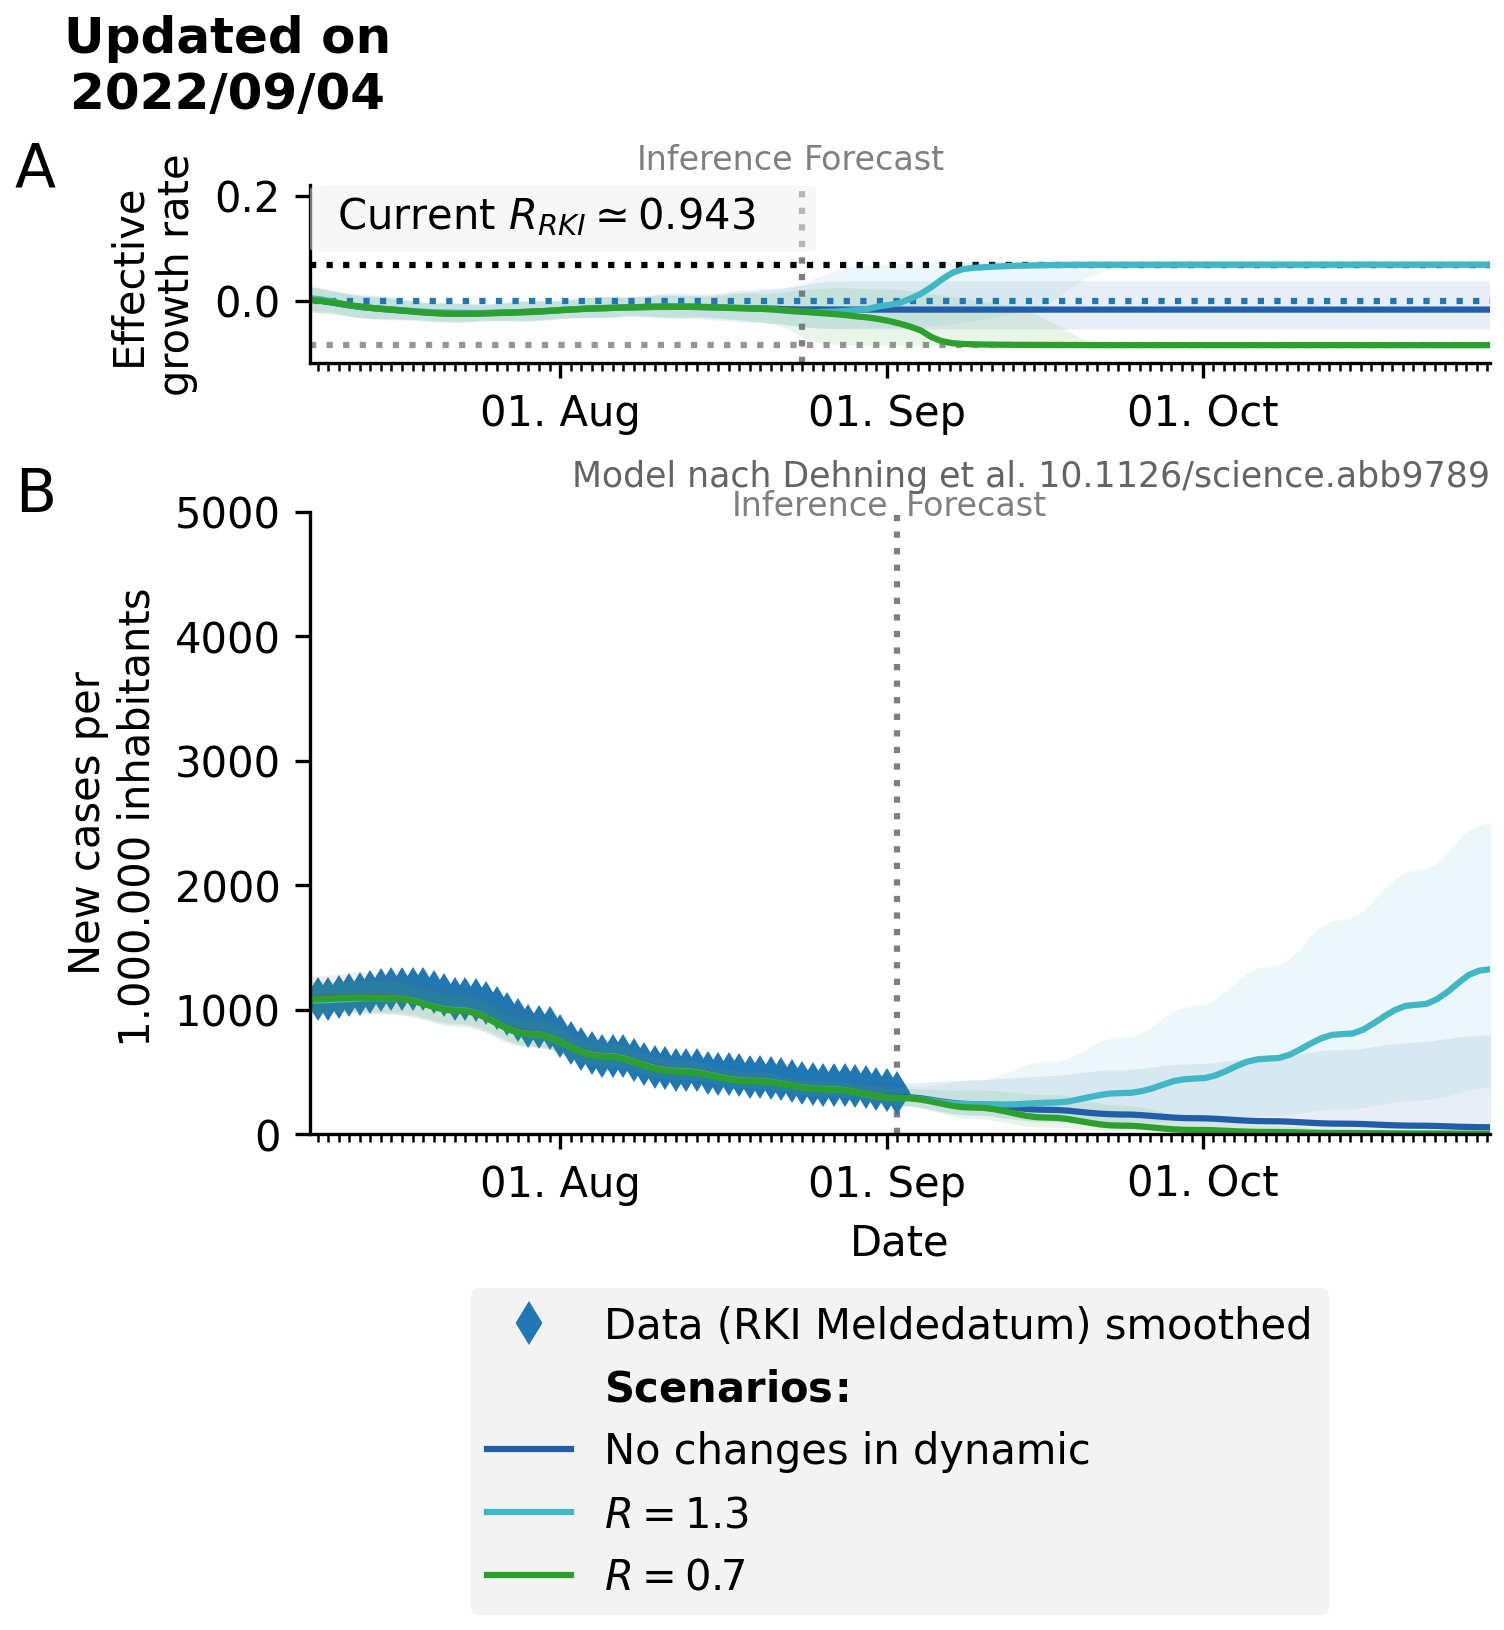 Updated on
2022/09/04
A
Effective
growth rate
Inference Forecast
0.2
0.0
Current R_RKI ≃ 0.943
01. Aug
01. Sep
01. Oct
B
Model nach Dehning et al. 10.1126/science.abb9789
Inference Forecast
New cases per
1.000.000 inhabitants
5000
4000
3000
2000
1000
0
01. Aug
01. Sep
01. Oct
Date
Data (RKI Meldedatum) smoothed
Scenarios:
No changes in dynamic
R = 1.3
R = 0.7